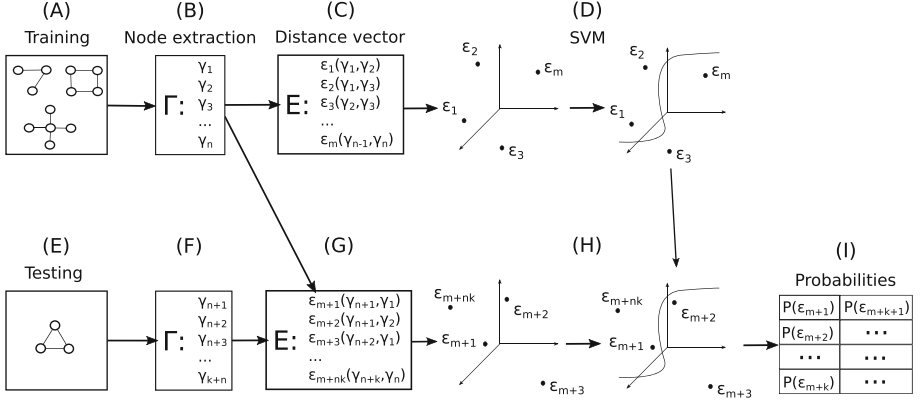 (A)
Training
(B)
Node extraction
Γ:
γ1
γ2
γ3
...
γn
(C)
Distance vector
E:
ε1(γ1,γ2)
ε2(γ1,γ3)
ε3(γ2,γ3)
...
εm(γn-1,γn)
(D)
SVM
ε2
εm
ε1
ε3
ε2
εm
ε1
ε3
(E)
Testing
(F)
Γ:
γn+1
γn+2
γn+3
...
γk+n
(G)
E:
εm+1(γn+1,γ1)
εm+2(γn+1,γ2)
εm+3(γn+2,γ1)
...
εm+nk(γn+k,γn)
(H)
εm+nk
εm+2
εm+1
εm+3
εm+nk
εm+2
εm+1
εm+3
(I)
Probabilities
P(εm+1) P(εm+k+1)
P(εm+2) ...
... ...
P(εm+k) ...